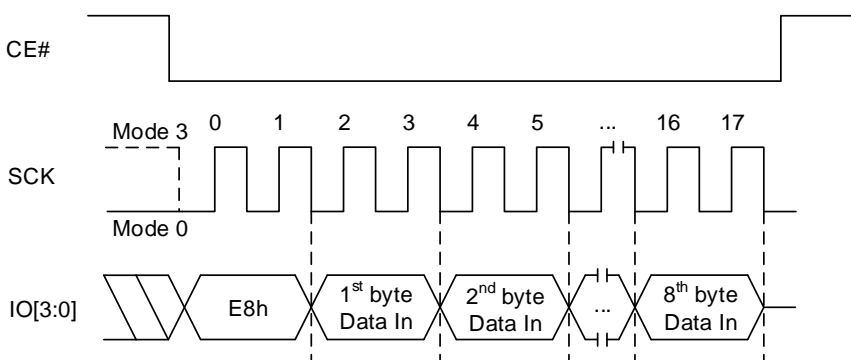 CE#
Mode 3 0 1 2 3 4 5 ... 16 17
SCK
Mode 0
IO[3:0] E8h 1st byte Data In 2nd byte Data In ... 8th byte Data In